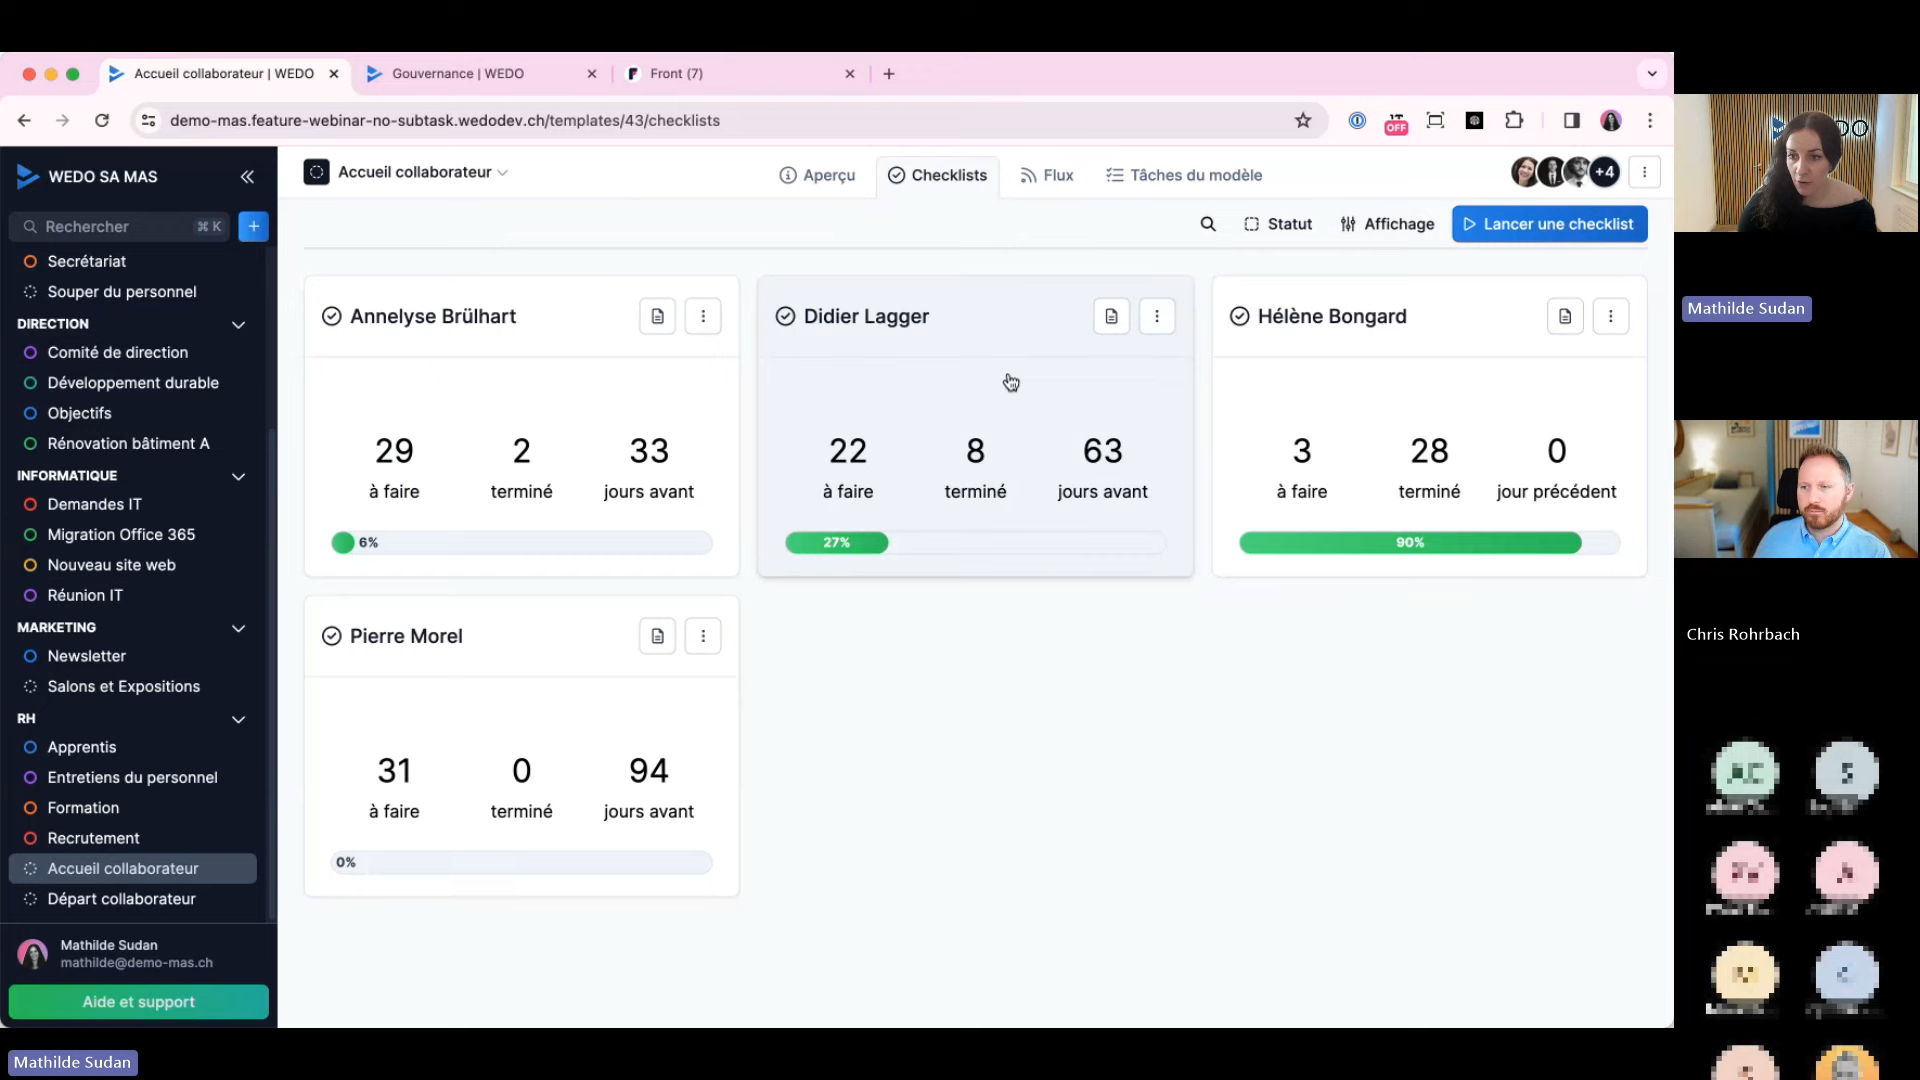 Accueil collaborateur | WEDO
Gouvernance | WEDO
Front (7)
demo-mas.feature-webinar-no-subtask.wedodev.ch/templates/43/checklists
OFF
WEDO SA MAS
Rechercher
⌘ K
Secrétariat
Souper du personnel
DIRECTION
Comité de direction
Développement durable
Objectifs
Rénovation bâtiment A
INFORMATIQUE
Demandes IT
Migration Office 365
Nouveau site web
Réunion IT
MARKETING
Newsletter
Salons et Expositions
RH
Apprentis
Entretiens du personnel
Formation
Recrutement
Accueil collaborateur
Départ collaborateur
Mathilde Sudan
mathilde@demo-mas.ch
Aide et support
Accueil collaborateur
Aperçu
Checklists
Flux
Tâches du modèle
+4
Statut
Affichage
Lancer une checklist
Annelyse Brülhart
29 2 33
à faire terminé jours avant
6%
Didier Lagger
22 8 63
à faire terminé jours avant
27%
Hélène Bongard
3 28 0
à faire terminé jour précédent
90%
Pierre Morel
31 0 94
à faire terminé jours avant
0%
Mathilde Sudan
Chris Rohrbach
Mathilde Sudan